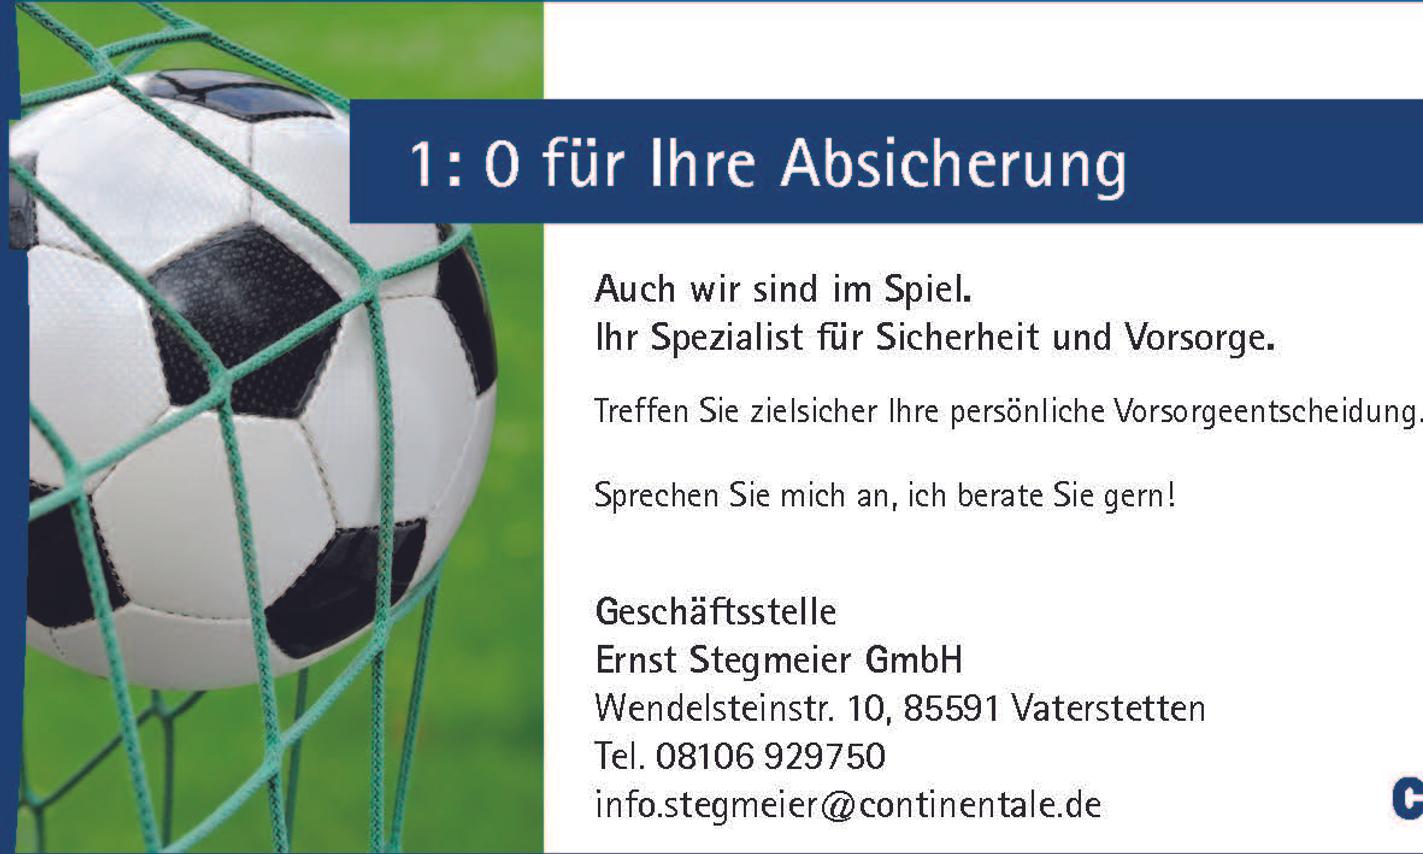 1: 0 für Ihre Absicherung
Auch wir sind im Spiel.
Ihr Spezialist für Sicherheit und Vorsorge.
Treffen Sie zielsicher Ihre persönliche Vorsorgeentscheidung.
Sprechen Sie mich an, ich berate Sie gern!
Geschäftsstelle
Ernst Stegmeier GmbH
Wendelsteinstr. 10, 85591 Vaterstetten
Tel. 08106 929750
info.stegmeier@continentale.de